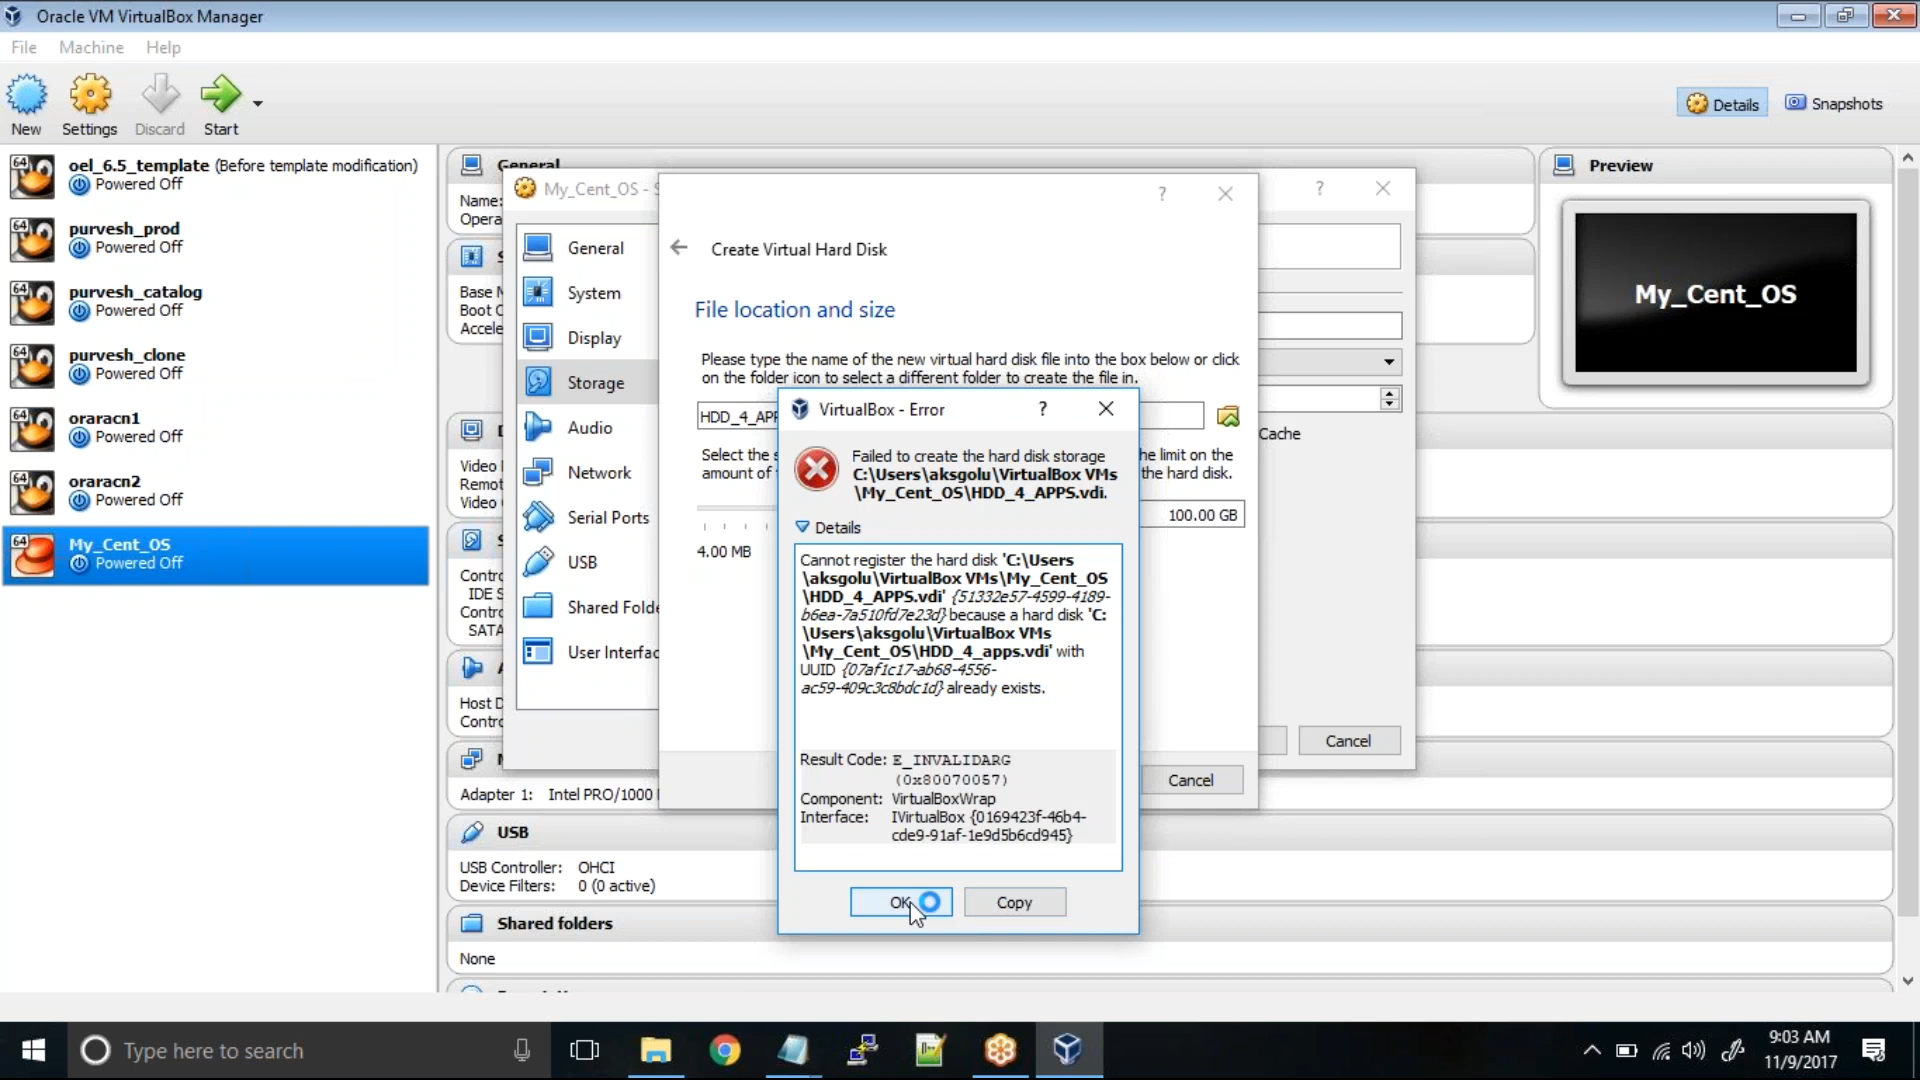 Oracle VM VirtualBox Manager
File Machine Help
New Settings Discard Start
Details Snapshots
64 oel_6.5_template (Before template modification)
Powered Off
64 purvesh_prod
Powered Off
64 purvesh_catalog
Powered Off
64 purvesh_clone
Powered Off
64 oraracn1
Powered Off
64 oraracn2
Powered Off
64 My_Cent_OS
Powered Off
General
Name:
Opera
Base
Boot
Accele
Video
Remot
Video
Contro
IDE S
Contro
SATA
Host D
Contro
Adapter 1: Intel PRO/1000
USB
USB Controller: OHCI
Device Filters: 0 (0 active)
Shared folders
None
Preview
My_Cent_OS
My_Cent_OS - S
?
General
System
Display
Storage
Audio
Network
Serial Ports
USB
Shared Folde
User Interfac
Cache
Cancel
?
Create Virtual Hard Disk
File location and size
Please type the name of the new virtual hard disk file into the box below or click
on the folder icon to select a different folder to create the file in.
HDD_4_APP
Select the s he limit on the
amount of the hard disk.
100.00 GB
4.00 MB
Cancel
VirtualBox - Error ?
Failed to create the hard disk storage
C:\Users\aksgolu\VirtualBox VMs
\My_Cent_OS\HDD_4_APPS.vdi.
Details
Cannot register the hard disk 'C:\Users
\aksgolu\VirtualBox VMs\My_Cent_OS
\HDD_4_APPS.vdi' {51332e57-4599-4189-
b6ea-7a510fd7e23d} because a hard disk 'C:
\Users\aksgolu\VirtualBox VMs
\My_Cent_OS\HDD_4_apps.vdi' with
UUID {07af1c17-ab68-4556-
ac59-409c3c8bdc1d} already exists.
Result Code: E_INVALIDARG
(0x80070057)
Component: VirtualBoxWrap
Interface: IVirtualBox {0169423f-46b4-
cde9-91af-1e9d5b6cd945}
OK Copy
Type here to search
9:03 AM
11/9/2017